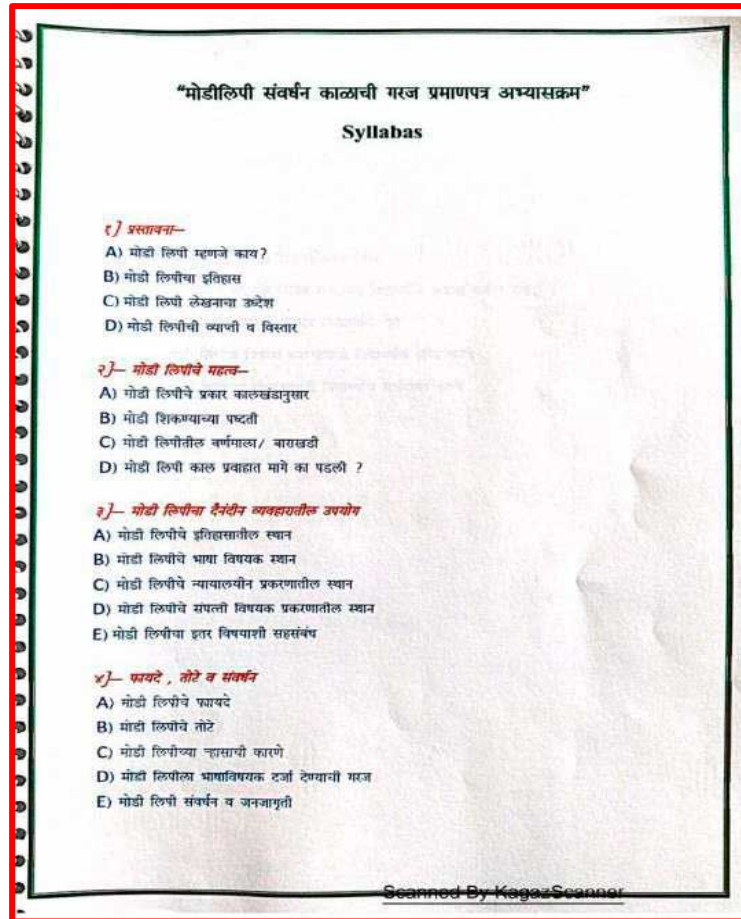 “मोडीलिपी संवर्धन काळाची गरज प्रमाणपत्र अभ्यासक्रम”
Syllabas
१] प्रस्तावना—
A) मोडी लिपी म्हणजे काय?
B) मोडी लिपीचा इतिहास
C) मोडी लिपी लेखनाचा उध्देश
D) मोडी लिपीची व्याप्ती व विस्तार
२]— मोडी लिपीचे महत्व—
A) मोडी लिपीचे प्रकार कालखंडानुसार
B) मोडी शिकण्याच्या पध्दती
C) मोडी लिपीतील वर्णमाला/ बाराखडी
D) मोडी लिपी काल प्रवाहात मागे का पडली ?
३]— मोडी लिपीचा दैनंदीन व्यवहारातील उपयोग
A) मोडी लिपीचे इतिहासातील स्थान
B) मोडी लिपीचे भाषा विषयक स्थान
C) मोडी लिपीचे न्यायालयीन प्रकरणातील स्थान
D) मोडी लिपीचे संपत्ती विषयक प्रकरणातील स्थान
E) मोडी लिपीचा इतर विषयाशी सहसंबंध
४]— फायदे , तोटे व संवर्धन
A) मोडी लिपीचे फायदे
B) मोडी लिपीचे तोटे
C) मोडी लिपीच्या ऱ्हासाची कारणे
D) मोडी लिपीला भाषाविषयक दर्जा देण्याची गरज
E) मोडी लिपी संवर्धन व जनजागृती
Scanned By KagazScanner